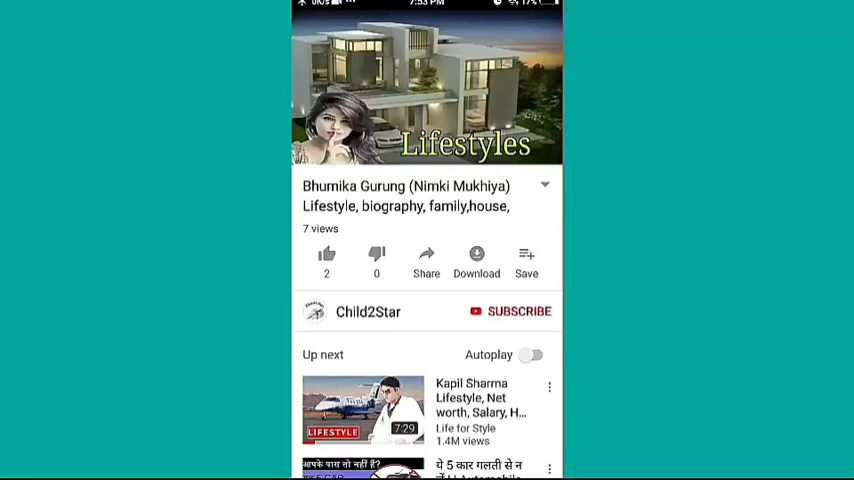 7:53 PM
17%
Lifestyles
Bhumika Gurung (Nimki Mukhiya)
Lifestyle, biography, family,house,
7 views
2 0 Share Download Save
Child2Star SUBSCRIBE
Up next Autoplay
Kapil Sharma
Lifestyle, Net
worth, Salary, H...
Life for Style
1.4M views
LIFESTYLE
7:29
आपके पास तो नहीं हैं?
ये 5 कार गलती से न